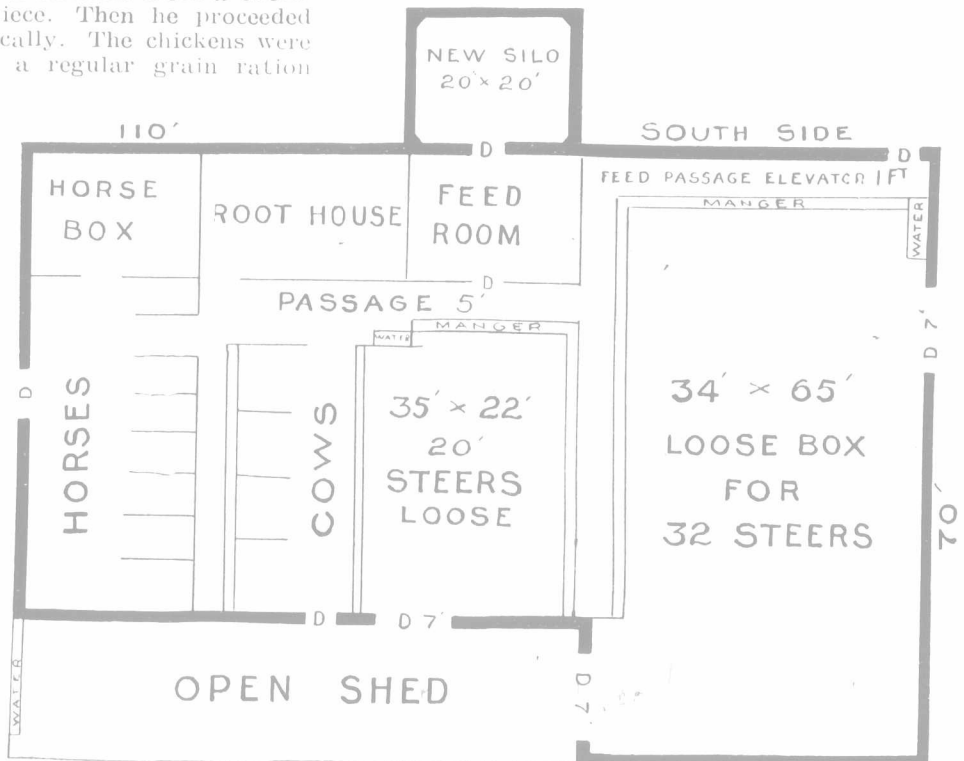 iece. Then he proceeded
cally. The chickens were
a regular grain ration
NEW SILO
20' × 20'
110'
SOUTH SIDE
D
D
HORSE
BOX
ROOT HOUSE
FEED
ROOM
FEED PASSAGE ELEVATOR 1 FT
MANGER
WATER
D
PASSAGE 5'
MANGER
WATER
D 7'
D
HORSES
COWS
35' × 22'
20'
STEERS
LOOSE
34' × 65'
LOOSE BOX
FOR
32 STEERS
70'
D
D 7'
WATER
OPEN SHED
D 7